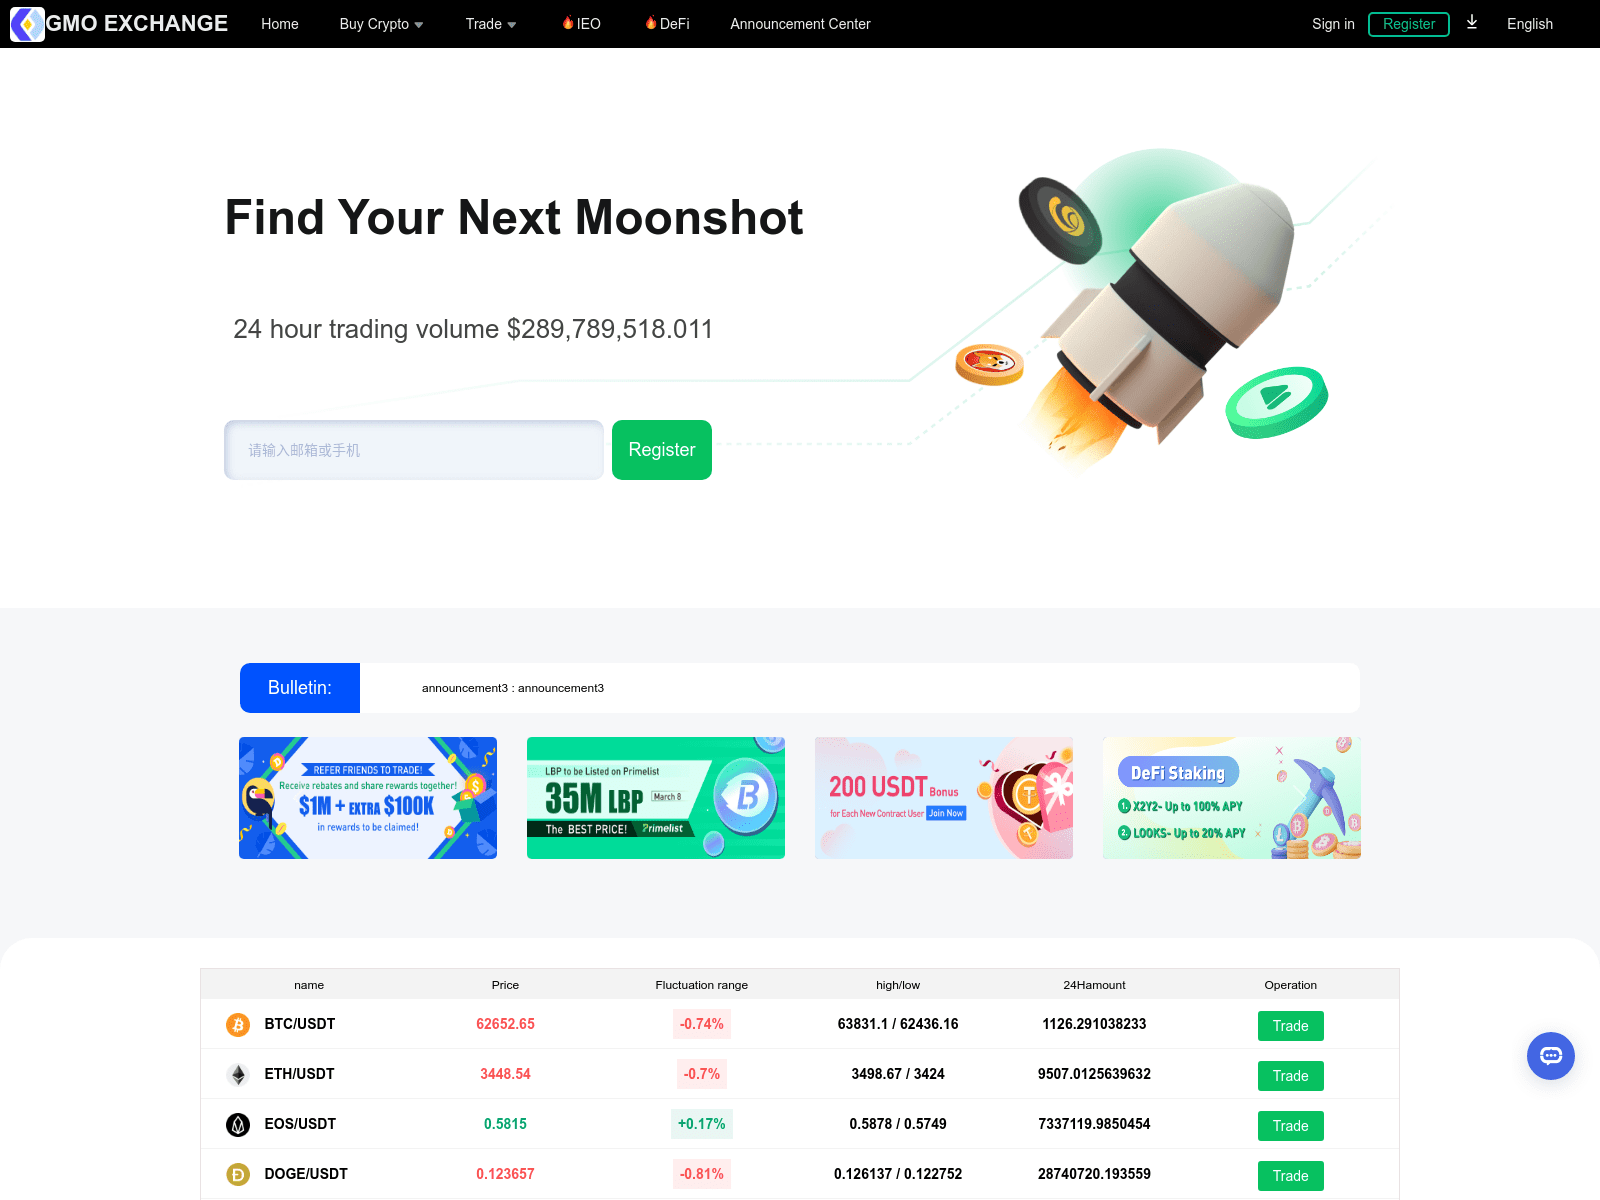 GMO EXCHANGE
Home
Buy Crypto
Trade
IEO
DeFi
Announcement Center
Sign in
Register
English
Find Your Next Moonshot
24 hour trading volume $289,789,518.011
请输入邮箱或手机
Register
Bulletin:
announcement3 : announcement3
REFER FRIENDS TO TRADE!
Receive rebates and share rewards together!
$1M + EXTRA $100K
in rewards to be claimed!
LBP to be Listed on Primelist
35M LBP
March 8
The BEST PRICE!
Primelist
200 USDT Bonus
for Each New Contract User
Join Now
DeFi Staking
1. X2Y2- Up to 100% APY
2. LOOKS- Up to 20% APY
name Price Fluctuation range high/low 24Hamount Operation
BTC/USDT 62652.65 -0.74% 63831.1 / 62436.16 1126.291038233 Trade
ETH/USDT 3448.54 -0.7% 3498.67 / 3424 9507.0125639632 Trade
EOS/USDT 0.5815 +0.17% 0.5878 / 0.5749 7337119.9850454 Trade
DOGE/USDT 0.123657 -0.81% 0.126137 / 0.122752 28740720.193559 Trade